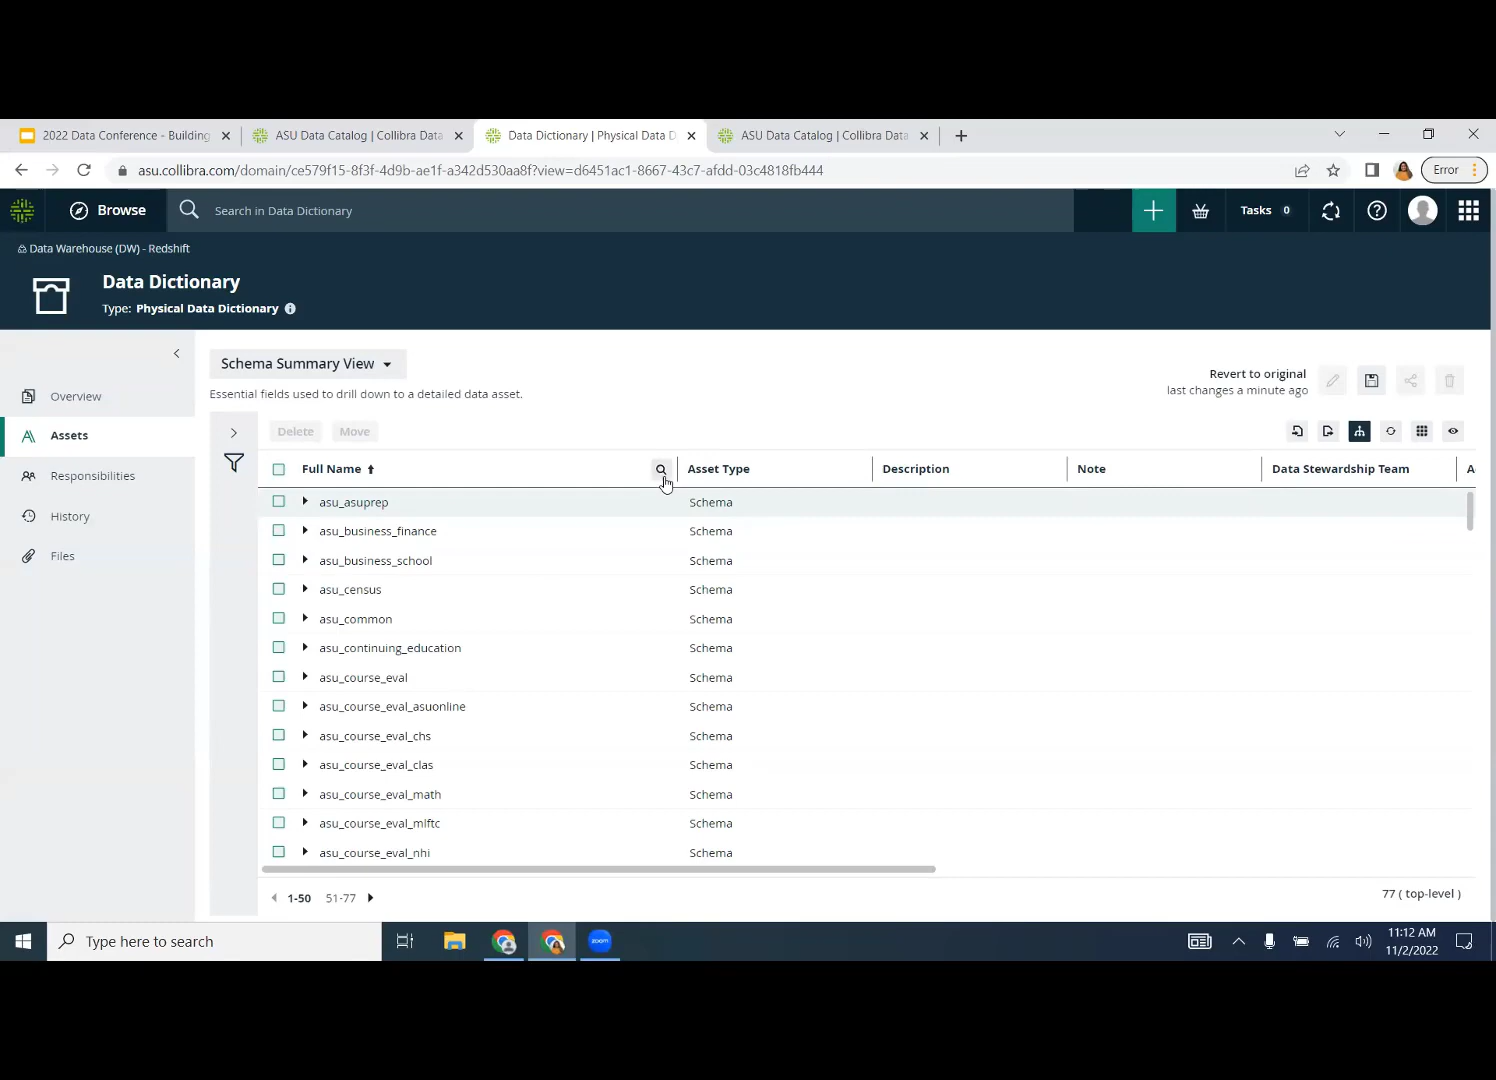 2022 Data Conference - Building
ASU Data Catalog | Collibra Data
Data Dictionary | Physical Data D
ASU Data Catalog | Collibra Data
asu.collibra.com/domain/ce579f15-8f3f-4d9b-ae1f-a342d530aa8f?view=d6451ac1-8667-43c7-afdd-03c4818fb444
Error
Browse
Search in Data Dictionary
Tasks 0
Data Warehouse (DW) - Redshift
Data Dictionary
Type: Physical Data Dictionary
Overview
Assets
Responsibilities
History
Files
Schema Summary View
Essential fields used to drill down to a detailed data asset.
Revert to original
last changes a minute ago
Delete Move
Full Name Asset Type Description Note Data Stewardship Team A
asu_asuprep Schema
asu_business_finance Schema
asu_business_school Schema
asu_census Schema
asu_common Schema
asu_continuing_education Schema
asu_course_eval Schema
asu_course_eval_asuonline Schema
asu_course_eval_chs Schema
asu_course_eval_clas Schema
asu_course_eval_math Schema
asu_course_eval_mlftc Schema
asu_course_eval_nhi Schema
1-50 51-77
77 ( top-level )
Type here to search
zoom
11:12 AM
11/2/2022